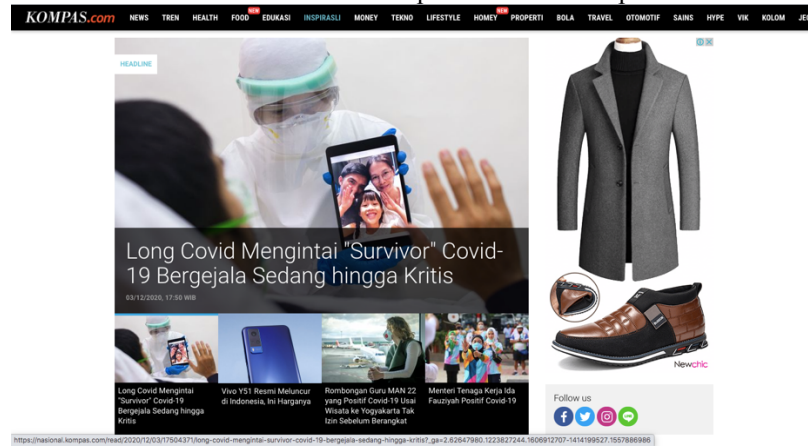 KOMPAS.com NEWS TREN HEALTH FOOD NEW EDUKASI INSPIRASLI MONEY TEKNO LIFESTYLE HOMEY NEW PROPERTI BOLA TRAVEL OTOMOTIF SAINS HYPE VIK KOLOM
HEADLINE
Long Covid Mengintai "Survivor" Covid-
19 Bergejala Sedang hingga Kritis
03/12/2020, 17:50 WIB
Long Covid Mengintai
"Survivor" Covid-19
Bergejala Sedang hingga
Kritis
Vivo Y51 Resmi Meluncur
di Indonesia, Ini Harganya
Rombongan Guru MAN 22
yang Positif Covid-19 Usai
Wisata ke Yogyakarta Tak
Izin Sebelum Berangkat
Menteri Tenaga Kerja Ida
Fauziyah Positif Covid-19
Newchic
Follow us
https://nasional.kompas.com/read/2020/12/03/17504371/long-covid-mengintai-survivor-covid-19-bergejala-sedang-hingga-kritis?_ga=2.62647980.1223827244.1606912707-1414199527.1557886986